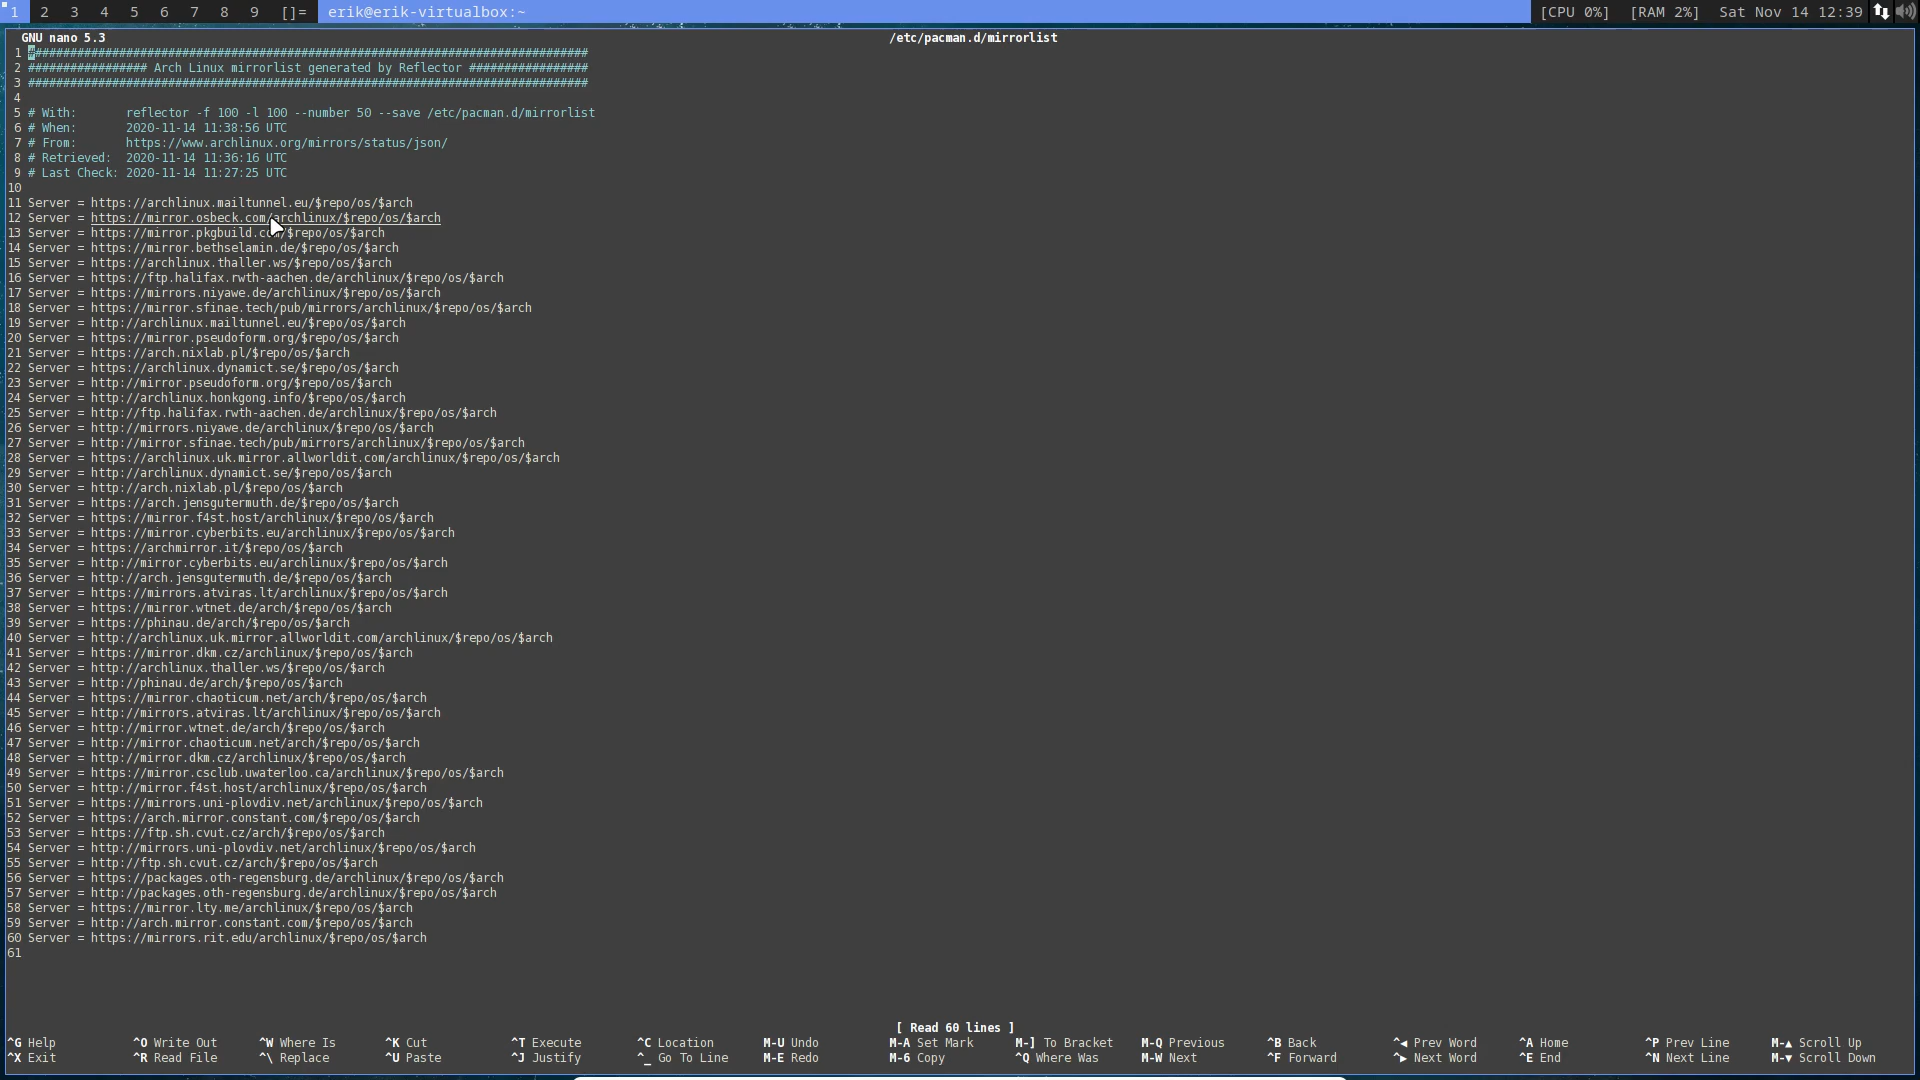 1 2 3 4 5 6 7 8 9 []= erik@erik-virtualbox:~ [CPU 0%] [RAM 2%] Sat Nov 14 12:39
GNU nano 5.3 /etc/pacman.d/mirrorlist
1 ################################################################################
2 ################# Arch Linux mirrorlist generated by Reflector #################
3 ################################################################################
4
5 # With:       reflector -f 100 -l 100 --number 50 --save /etc/pacman.d/mirrorlist
6 # When:       2020-11-14 11:38:56 UTC
7 # From:       https://www.archlinux.org/mirrors/status/json/
8 # Retrieved:  2020-11-14 11:36:16 UTC
9 # Last Check: 2020-11-14 11:27:25 UTC
10
11 Server = https://archlinux.mailtunnel.eu/$repo/os/$arch
12 Server = https://mirror.osbeck.com/archlinux/$repo/os/$arch
13 Server = https://mirror.pkgbuild.com/$repo/os/$arch
14 Server = https://mirror.bethselamin.de/$repo/os/$arch
15 Server = https://archlinux.thaller.ws/$repo/os/$arch
16 Server = https://ftp.halifax.rwth-aachen.de/archlinux/$repo/os/$arch
17 Server = https://mirrors.niyawe.de/archlinux/$repo/os/$arch
18 Server = https://mirror.sfinae.tech/pub/mirrors/archlinux/$repo/os/$arch
19 Server = http://archlinux.mailtunnel.eu/$repo/os/$arch
20 Server = https://mirror.pseudoform.org/$repo/os/$arch
21 Server = https://arch.nixlab.pl/$repo/os/$arch
22 Server = https://archlinux.dynamict.se/$repo/os/$arch
23 Server = http://mirror.pseudoform.org/$repo/os/$arch
24 Server = http://archlinux.honkgong.info/$repo/os/$arch
25 Server = http://ftp.halifax.rwth-aachen.de/archlinux/$repo/os/$arch
26 Server = http://mirrors.niyawe.de/archlinux/$repo/os/$arch
27 Server = http://mirror.sfinae.tech/pub/mirrors/archlinux/$repo/os/$arch
28 Server = https://archlinux.uk.mirror.allworldit.com/archlinux/$repo/os/$arch
29 Server = http://archlinux.dynamict.se/$repo/os/$arch
30 Server = http://arch.nixlab.pl/$repo/os/$arch
31 Server = https://arch.jensgutermuth.de/$repo/os/$arch
32 Server = https://mirror.f4st.host/archlinux/$repo/os/$arch
33 Server = https://mirror.cyberbits.eu/archlinux/$repo/os/$arch
34 Server = https://archmirror.it/$repo/os/$arch
35 Server = http://mirror.cyberbits.eu/archlinux/$repo/os/$arch
36 Server = http://arch.jensgutermuth.de/$repo/os/$arch
37 Server = https://mirrors.atviras.lt/archlinux/$repo/os/$arch
38 Server = https://mirror.wtnet.de/arch/$repo/os/$arch
39 Server = https://phinau.de/arch/$repo/os/$arch
40 Server = http://archlinux.uk.mirror.allworldit.com/archlinux/$repo/os/$arch
41 Server = https://mirror.dkm.cz/archlinux/$repo/os/$arch
42 Server = http://archlinux.thaller.ws/$repo/os/$arch
43 Server = http://phinau.de/arch/$repo/os/$arch
44 Server = https://mirror.chaoticum.net/arch/$repo/os/$arch
45 Server = http://mirrors.atviras.lt/archlinux/$repo/os/$arch
46 Server = http://mirror.wtnet.de/arch/$repo/os/$arch
47 Server = http://mirror.chaoticum.net/arch/$repo/os/$arch
48 Server = http://mirror.dkm.cz/archlinux/$repo/os/$arch
49 Server = https://mirror.csclub.uwaterloo.ca/archlinux/$repo/os/$arch
50 Server = http://mirror.f4st.host/archlinux/$repo/os/$arch
51 Server = https://mirrors.uni-plovdiv.net/archlinux/$repo/os/$arch
52 Server = https://arch.mirror.constant.com/$repo/os/$arch
53 Server = https://ftp.sh.cvut.cz/arch/$repo/os/$arch
54 Server = http://mirrors.uni-plovdiv.net/archlinux/$repo/os/$arch
55 Server = http://ftp.sh.cvut.cz/arch/$repo/os/$arch
56 Server = https://packages.oth-regensburg.de/archlinux/$repo/os/$arch
57 Server = http://packages.oth-regensburg.de/archlinux/$repo/os/$arch
58 Server = https://mirror.lty.me/archlinux/$repo/os/$arch
59 Server = http://arch.mirror.constant.com/$repo/os/$arch
60 Server = https://mirrors.rit.edu/archlinux/$repo/os/$arch
61
[ Read 60 lines ]
^G Help ^O Write Out ^W Where Is ^K Cut ^T Execute ^C Location M-U Undo M-A Set Mark M-] To Bracket M-Q Previous ^B Back ^◀ Prev Word ^A Home ^P Prev Line M-▲ Scroll Up
^X Exit ^R Read File ^\ Replace ^U Paste ^J Justify ^_ Go To Line M-E Redo M-6 Copy ^Q Where Was M-W Next ^F Forward ^▶ Next Word ^E End ^N Next Line M-▼ Scroll Down